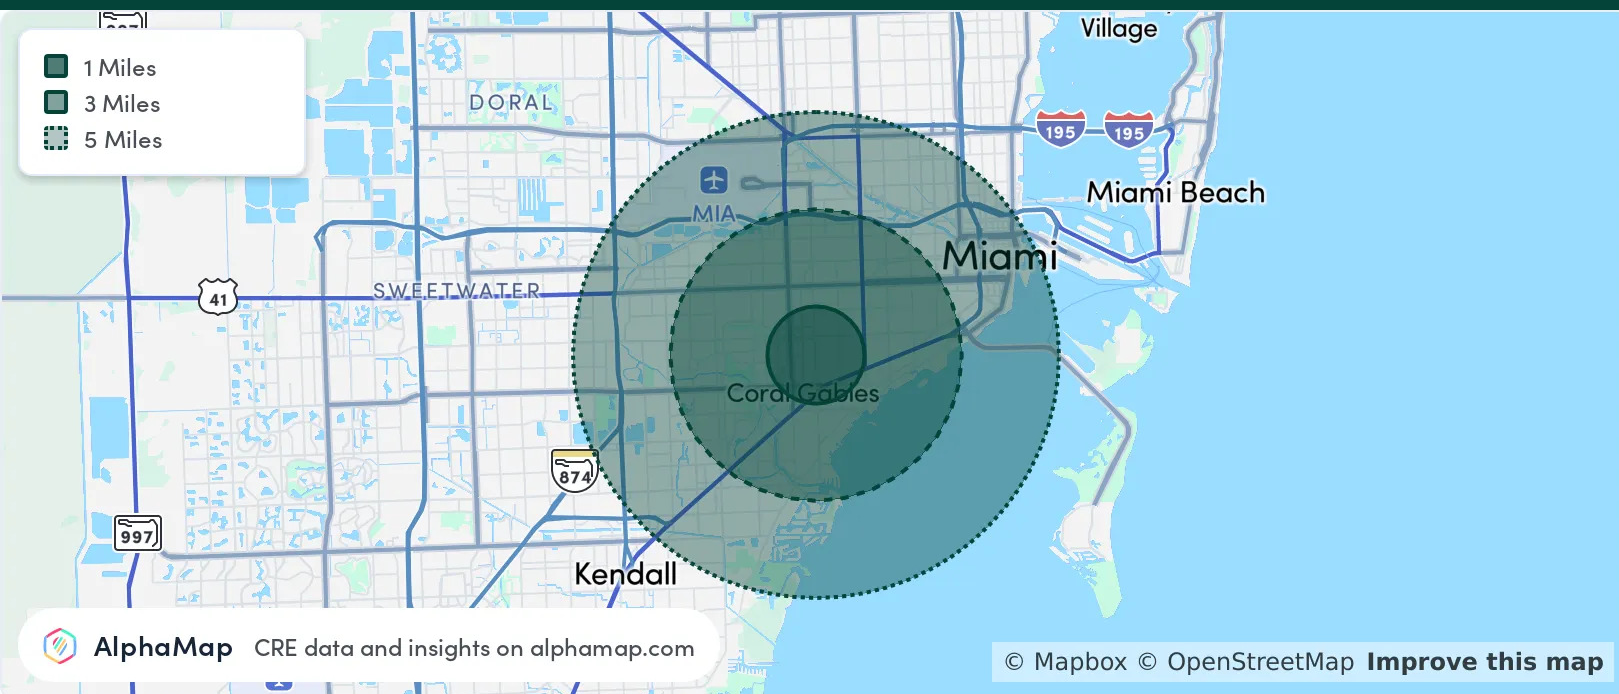 1 Miles
3 Miles
5 Miles
Village
DORAL
195
195
MIA
Miami Beach
Miami
41
SWEETWATER
Coral Gables
874
997
Kendall
AlphaMap CRE data and insights on alphamap.com
© Mapbox © OpenStreetMap Improve this map